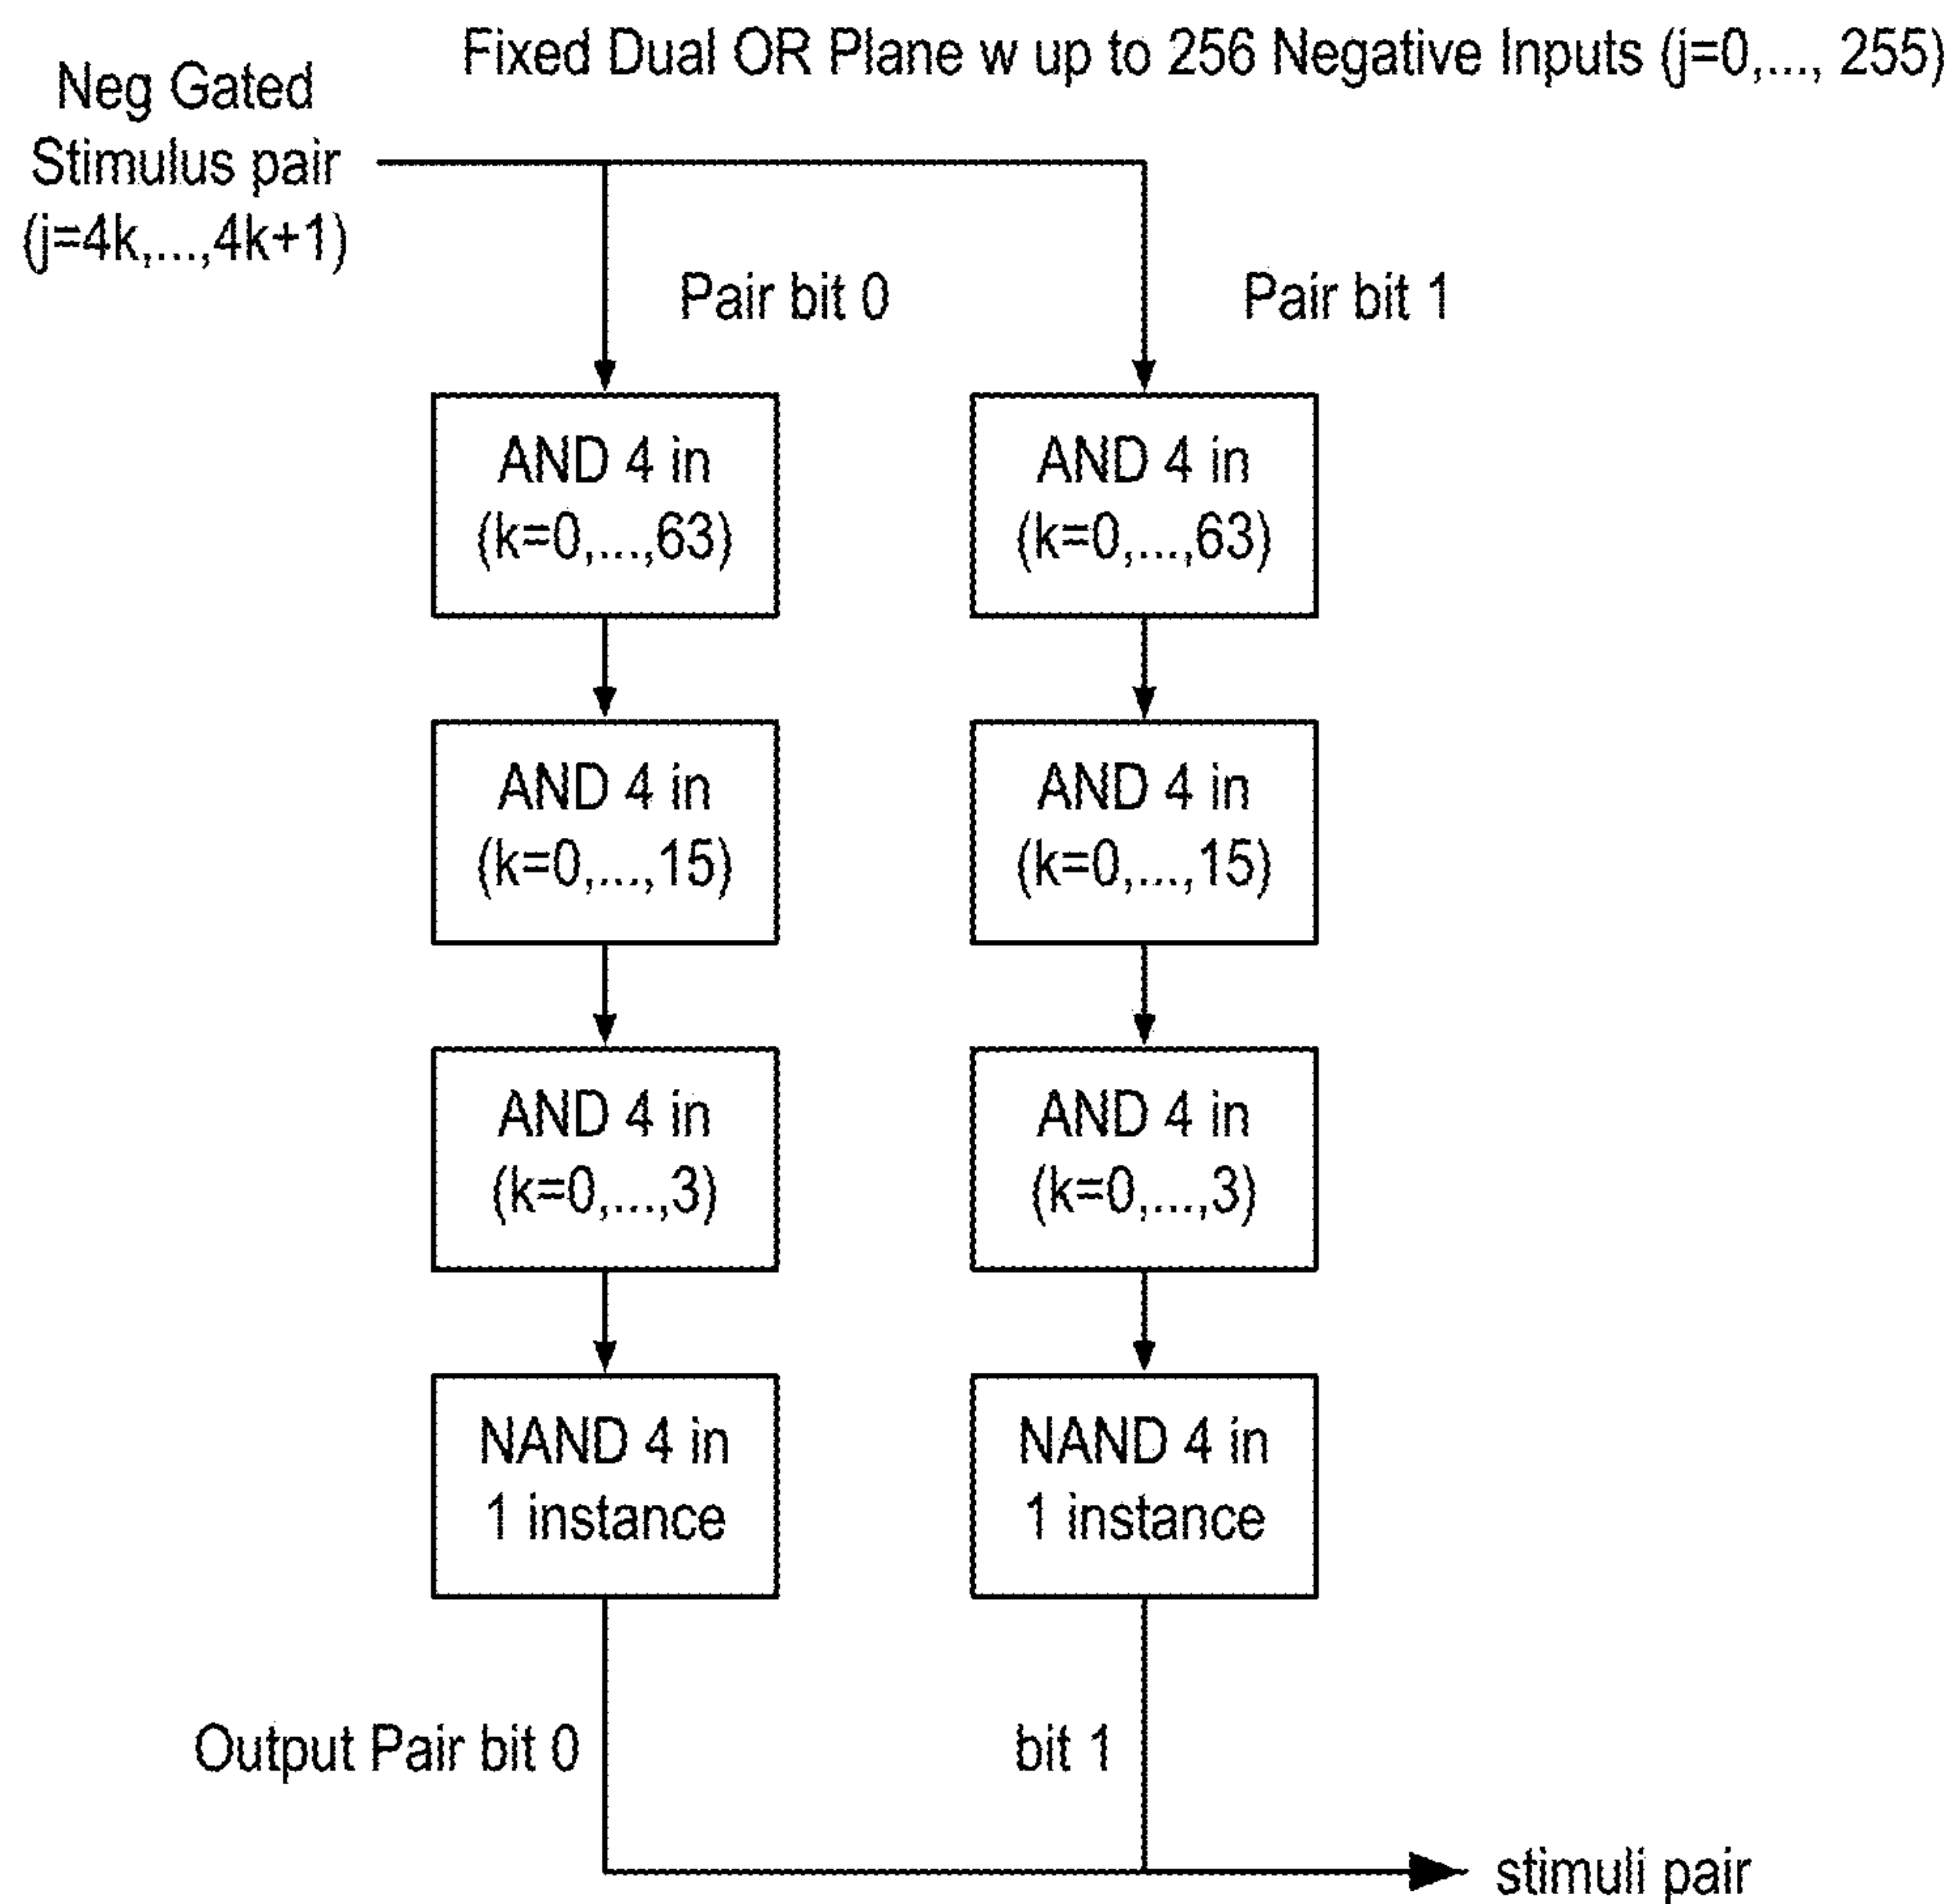 Fixed Dual OR Plane w up to 256 Negative Inputs (j=0,..., 255)
Neg Gated
Stimulus pair
(j=4k,...,4k+1)
Pair bit 0
Pair bit 1
AND 4 in
(k=0,...,63)
AND 4 in
(k=0,...,63)
AND 4 in
(k=0,...,15)
AND 4 in
(k=0,...,15)
AND 4 in
(k=0,...,3)
AND 4 in
(k=0,...,3)
NAND 4 in
1 instance
NAND 4 in
1 instance
Output Pair bit 0
bit 1
stimuli pair